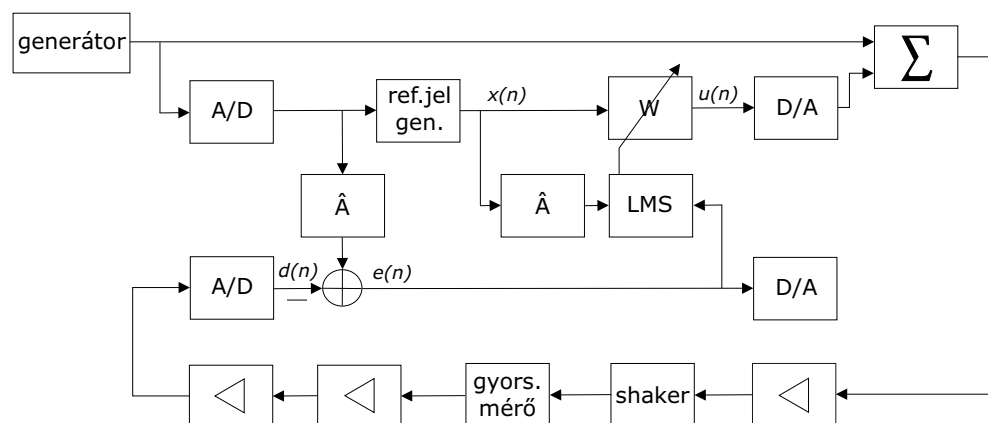 generátor
∑
A/D
ref.jel
gen.
x(n)
W
u(n)
D/A
Â
Â
LMS
A/D
d(n)
—
e(n)
D/A
gyors.
mérő
shaker